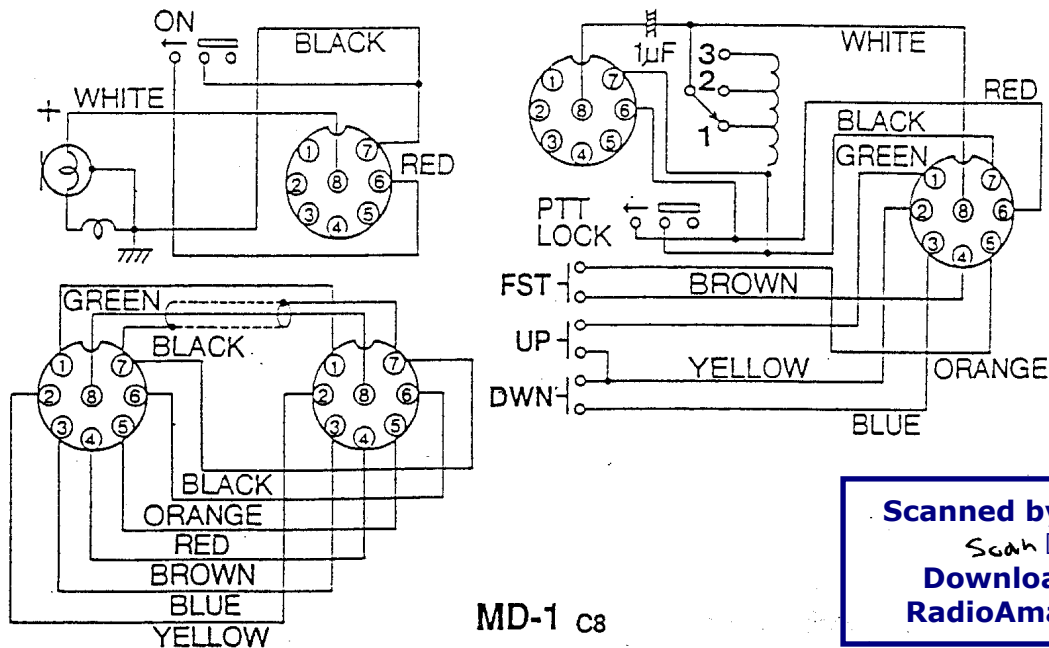 ON
BLACK
+ WHITE
1 7 RED
2 8 6
3 4 5
1µF
WHITE
3
2
1
RED
BLACK
GREEN
1 7
2 8 6
3 4 5
PTT
LOCK
1 7
2 8 6
3 4 5
FST
BROWN
UP
YELLOW
ORANGE
DWN
BLUE
GREEN
BLACK
1 7
2 8 6
3 4 5
1 7
2 8 6
3 4 5
BLACK
ORANGE
RED
BROWN
BLUE
YELLOW
MD-1 C8
Scanned by
Downloa
RadioAma